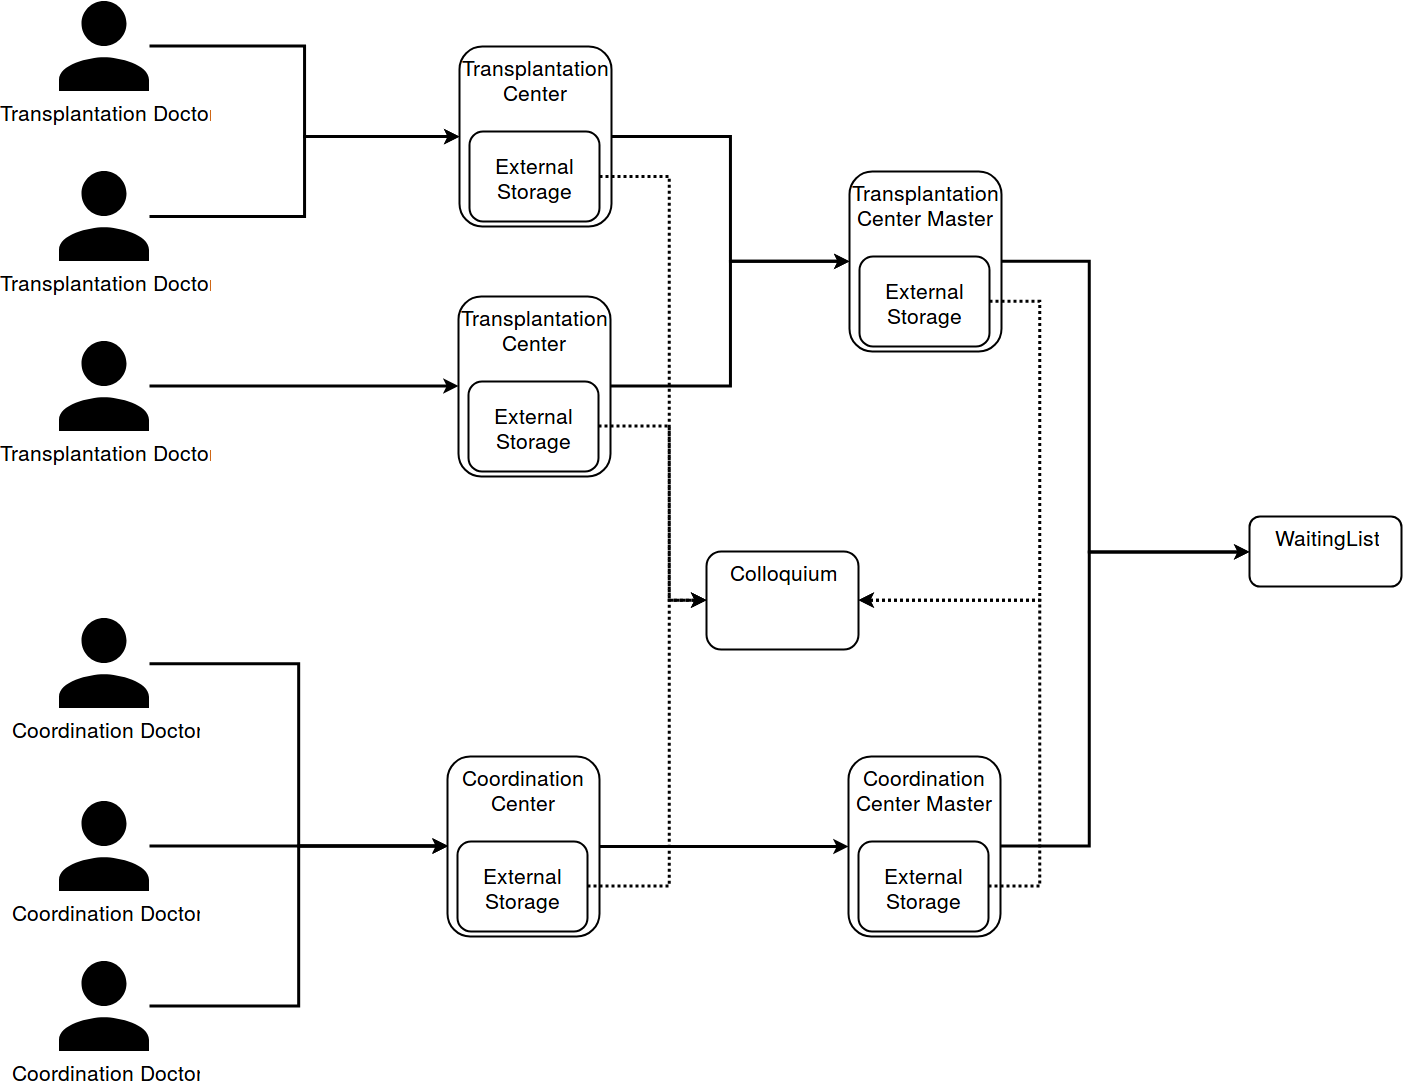 Transplantation Doctor
Transplantation Doctor
Transplantation Doctor
Coordination Doctor
Coordination Doctor
Coordination Doctor
Transplantation
Center
External
Storage
Transplantation
Center
External
Storage
Coordination
Center
External
Storage
Colloquium
Transplantation
Center Master
External
Storage
Coordination
Center Master
External
Storage
WaitingList